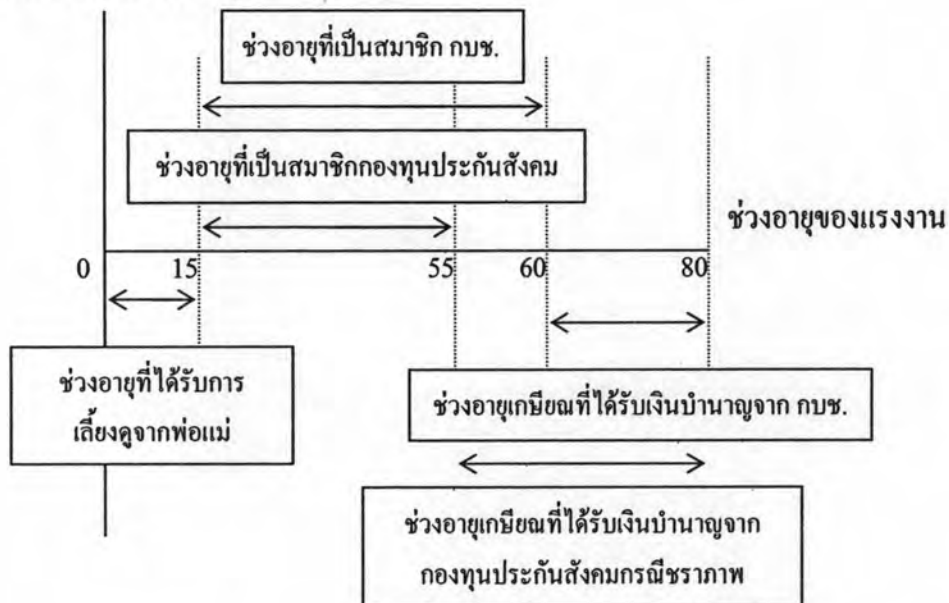 ช่วงอายุที่เป็นสมาชิก กบช.
ช่วงอายุที่เป็นสมาชิกกองทุนประกันสังคม
ช่วงอายุของแรงงาน
0 15 55 60 80
ช่วงอายุที่ได้รับการ
เลี้ยงดูจากพ่อแม่
ช่วงอายุเกษียณที่ได้รับเงินบำนาญจาก กบช.
ช่วงอายุเกษียณที่ได้รับเงินบำนาญจาก
กองทุนประกันสังคมกรณีชราภาพ